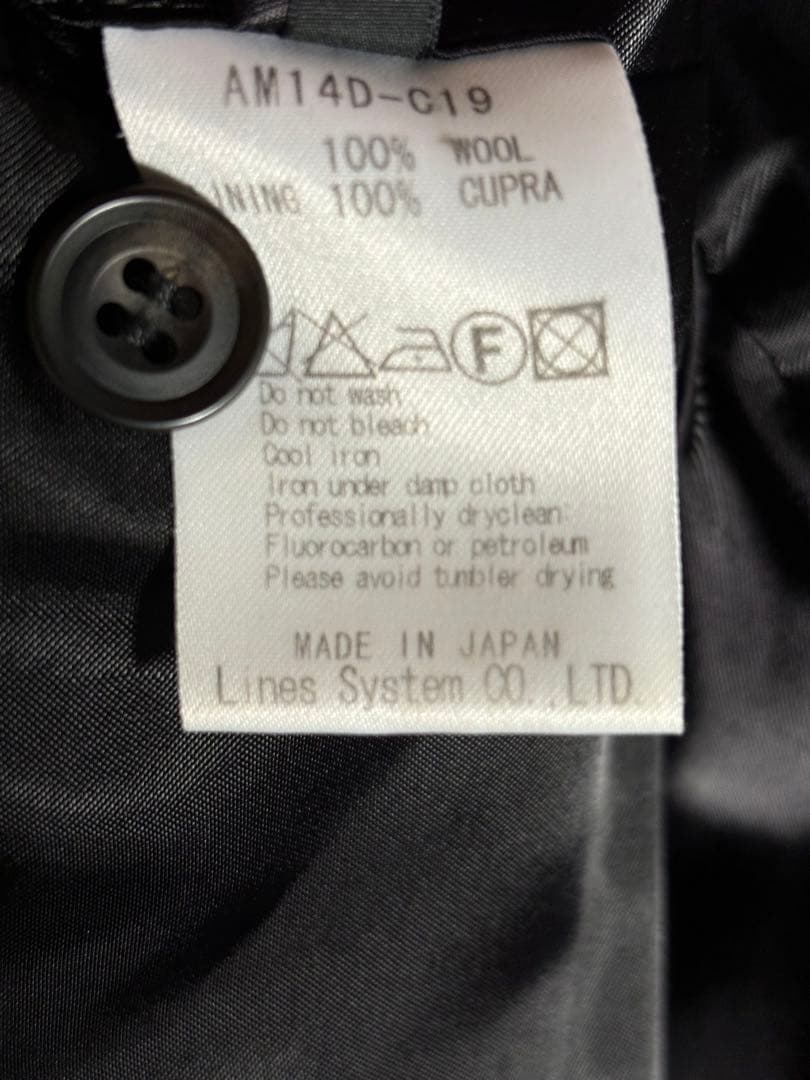 AM14D-C19
100% WOOL
INING 100% CUPRA
F
Do not wash
Do not bleach
Cool iron
Iron under damp cloth
Professionally dryclean:
Fluorocarbon or petroleum
Please avoid tumbler drying
MADE IN JAPAN
Lines System CO.,LTD.